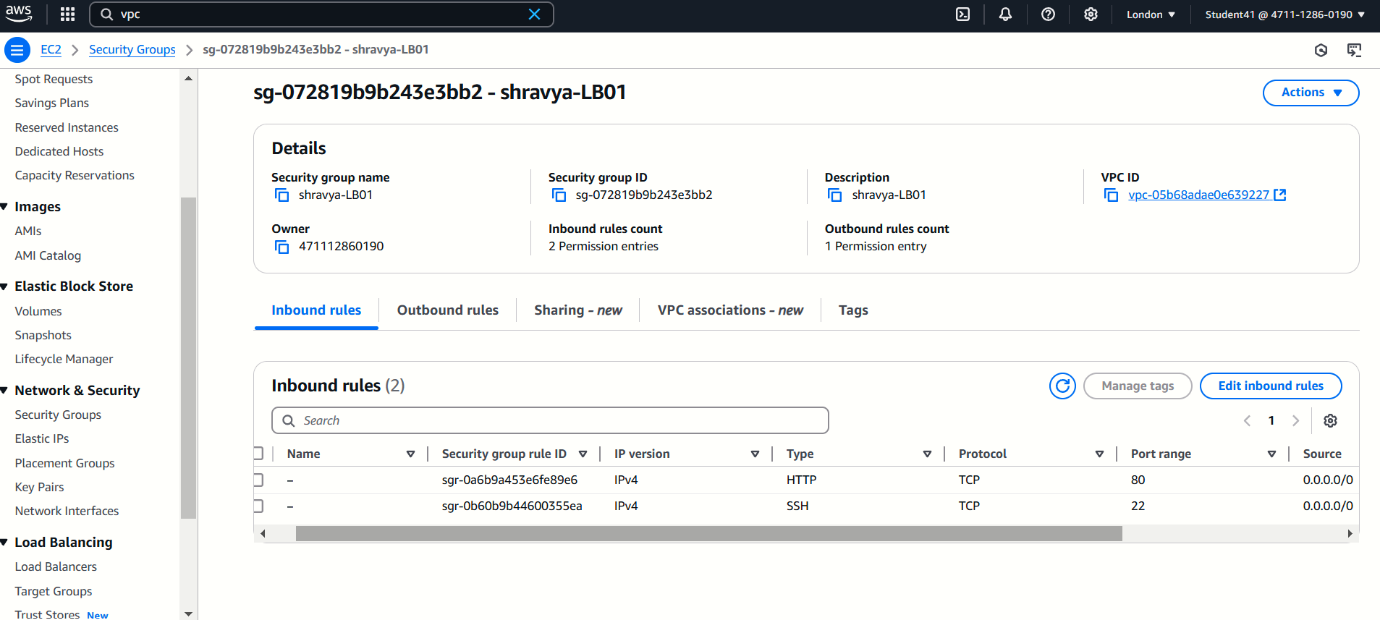 aws
vpc
London
Student41 @ 4711-1286-0190
EC2
Security Groups
sg-072819b9b243e3bb2 - shravya-LB01
Spot Requests
Savings Plans
Reserved Instances
Dedicated Hosts
Capacity Reservations
Images
AMIs
AMI Catalog
Elastic Block Store
Volumes
Snapshots
Lifecycle Manager
Network & Security
Security Groups
Elastic IPs
Placement Groups
Key Pairs
Network Interfaces
Load Balancing
Load Balancers
Target Groups
Trust Stores New
sg-072819b9b243e3bb2 - shravya-LB01
Actions
Details
Security group name
shravya-LB01
Security group ID
sg-072819b9b243e3bb2
Description
shravya-LB01
VPC ID
vpc-05b68adae0e639227
Owner
471112860190
Inbound rules count
2 Permission entries
Outbound rules count
1 Permission entry
Inbound rules
Outbound rules
Sharing - new
VPC associations - new
Tags
Inbound rules (2)
Manage tags
Edit inbound rules
Search
1
Name Security group rule ID IP version Type Protocol Port range Source
– sgr-0a6b9a453e6fe89e6 IPv4 HTTP TCP 80 0.0.0.0/0
– sgr-0b60b9b44600355ea IPv4 SSH TCP 22 0.0.0.0/0